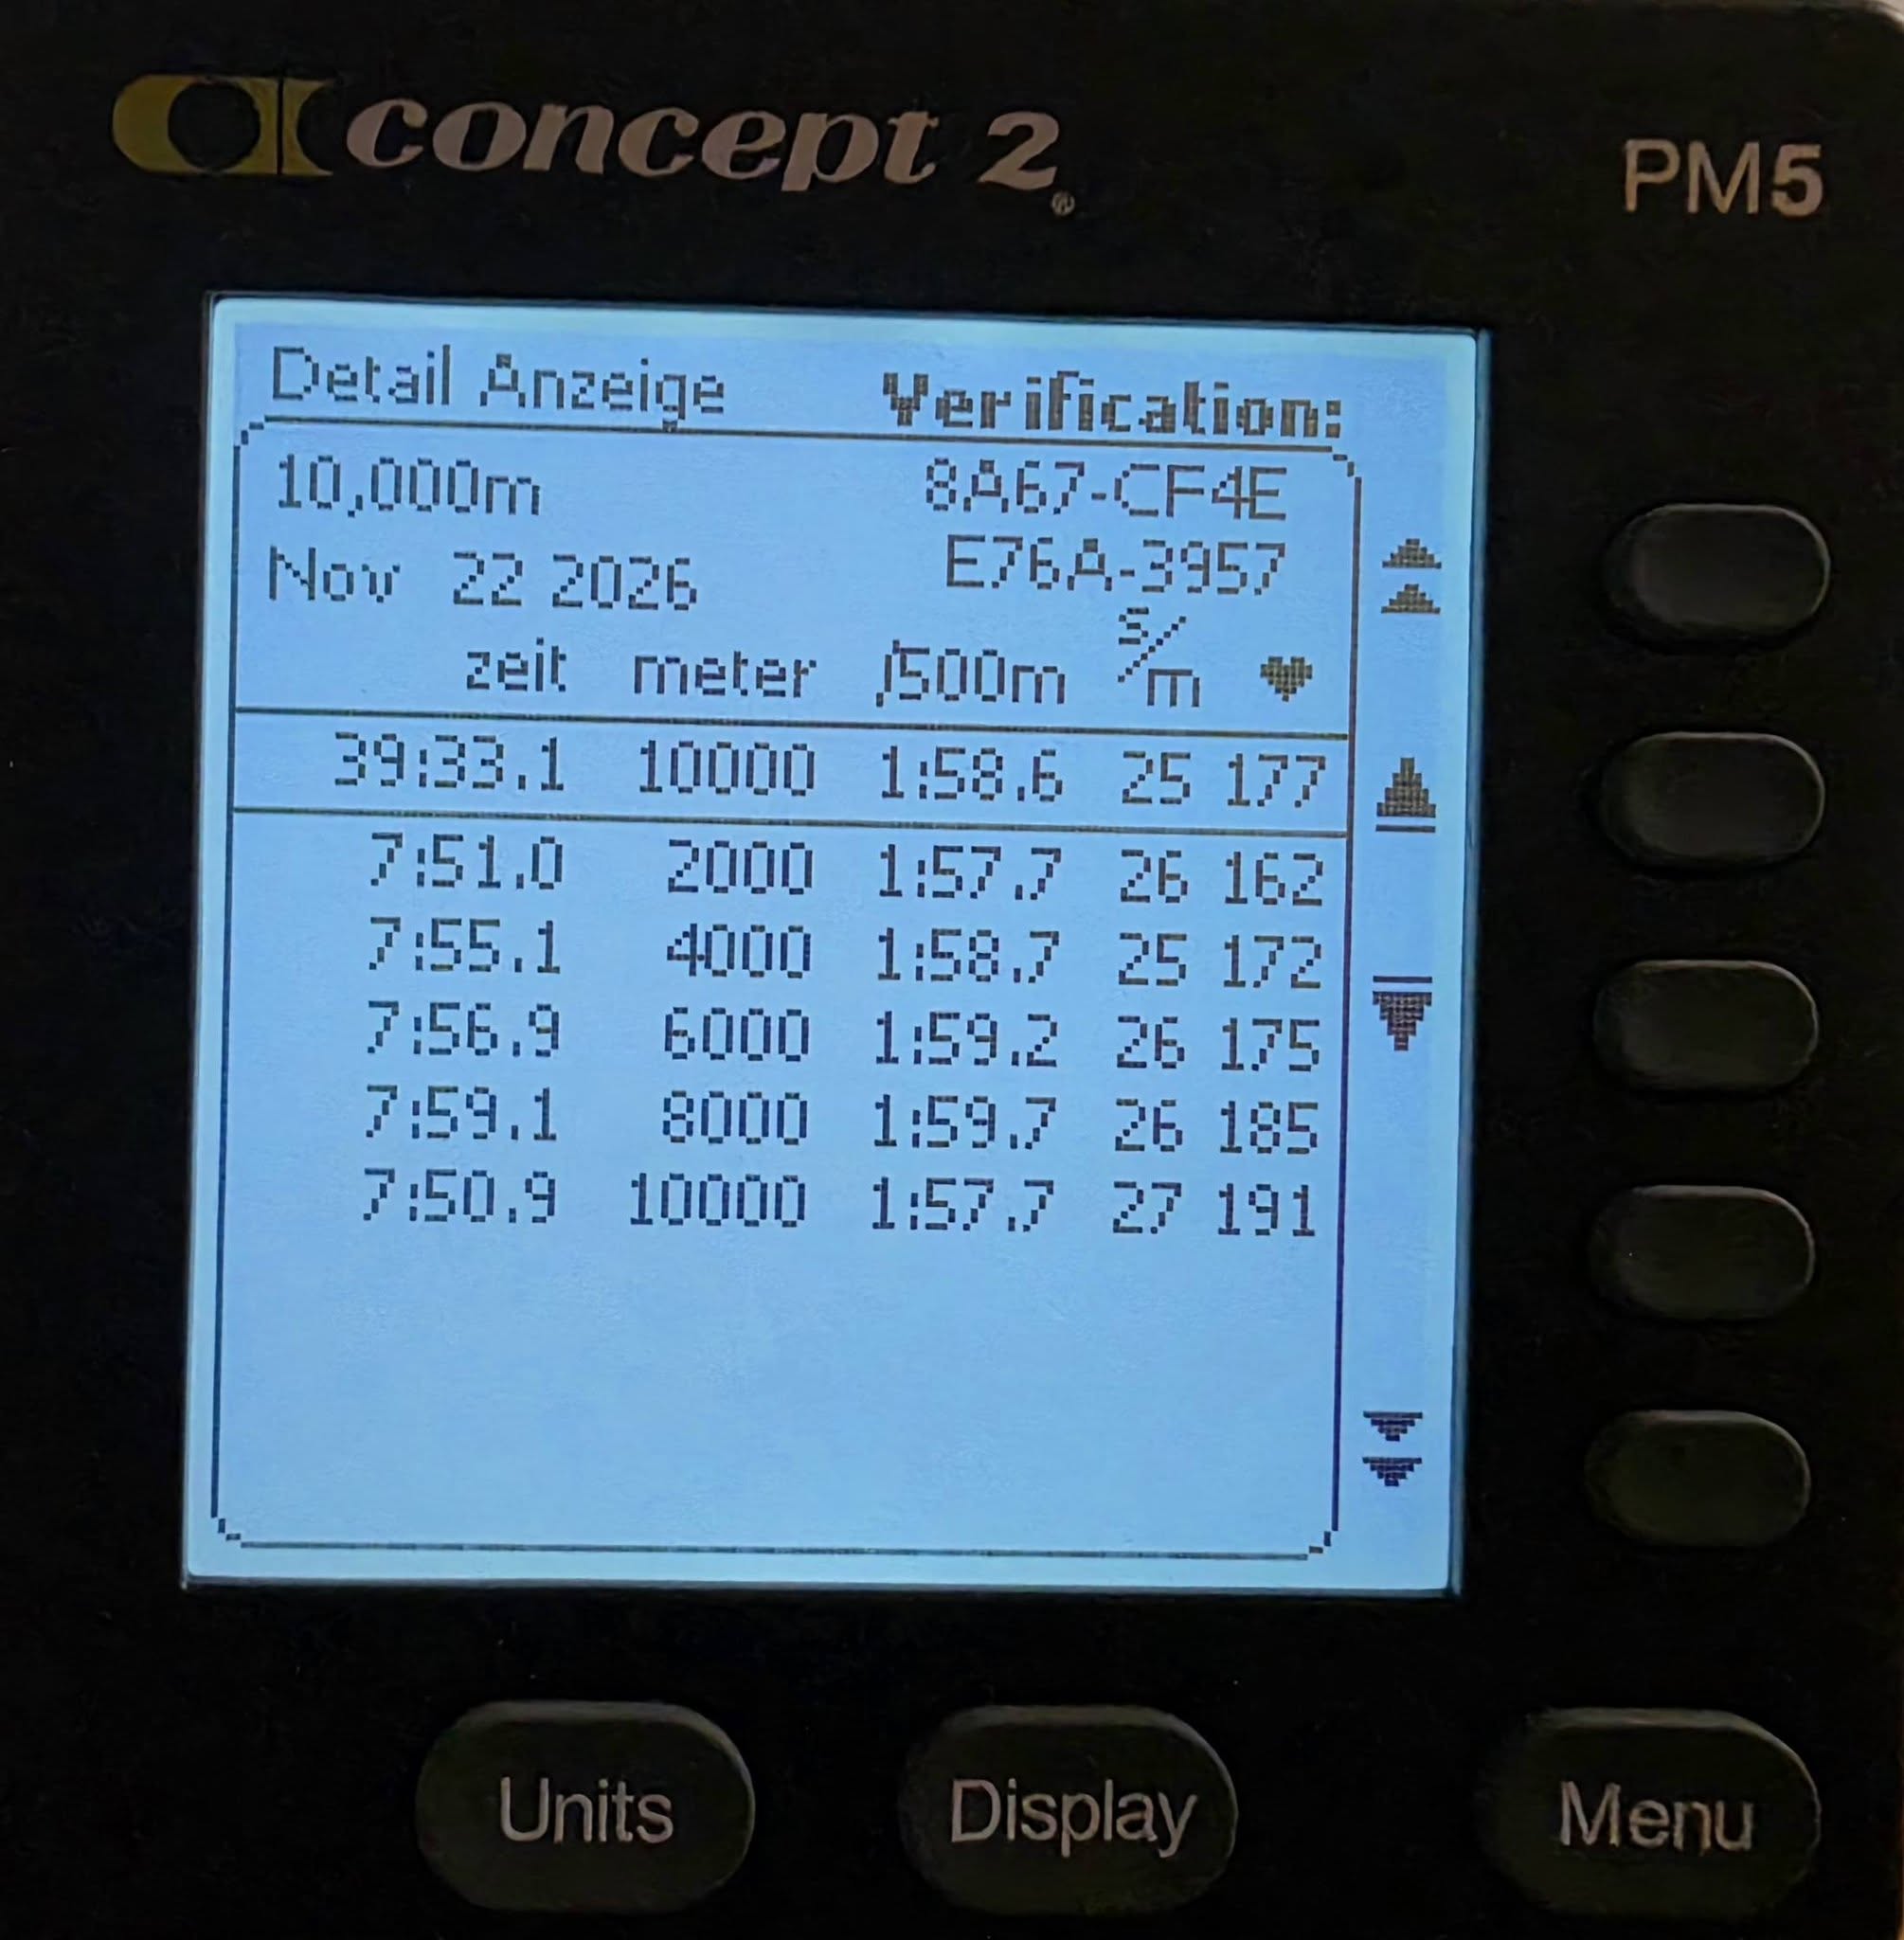 concept 2®
PM5
Detail Anzeige Verification:
10,000m 8A67-CF4E
Nov 22 2026 E76A-3957
zeit meter /500m s/m ♥
39:33.1 10000 1:58.6 25 177
7:51.0 2000 1:57.7 26 162
7:55.1 4000 1:58.7 25 172
7:56.9 6000 1:59.2 26 175
7:59.1 8000 1:59.7 26 185
7:50.9 10000 1:57.7 27 191
Units Display Menu